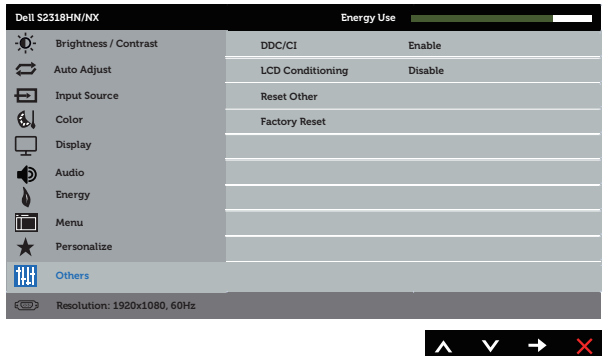 Dell S2318HN/NX Energy Use
Brightness / Contrast
Auto Adjust
Input Source
Color
Display
Audio
Energy
Menu
Personalize
Others
DDC/CI Enable
LCD Conditioning Disable
Reset Other
Factory Reset
Resolution: 1920x1080, 60Hz